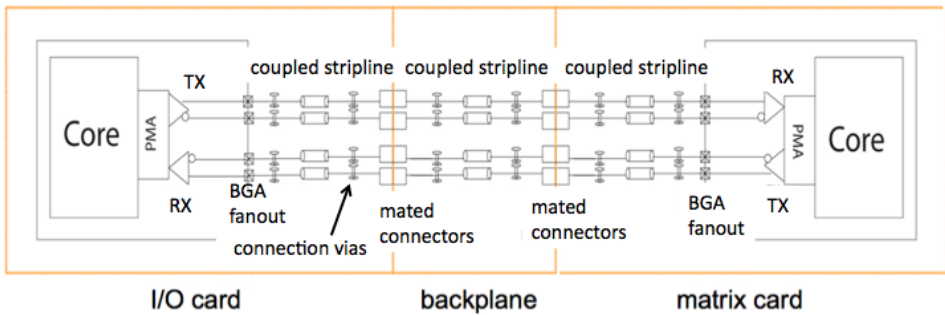 coupled stripline coupled stripline coupled stripline
TX
RX
Core
PMA
PMA
Core
RX
BGA
fanout
connection vias
mated
connectors
mated
connectors
BGA
fanout
TX
I/O card
backplane
matrix card